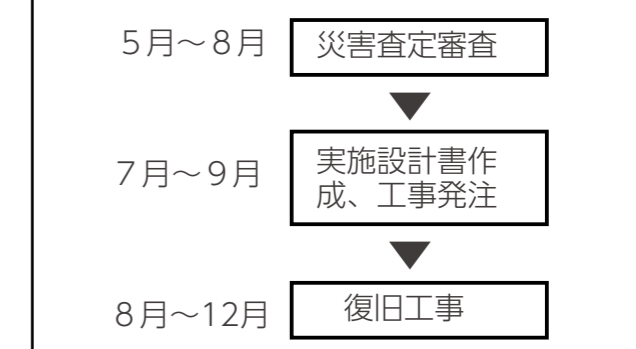 5月～8月 災害査定審査
7月～9月 実施設計書作
成、工事発注
8月～12月 復旧工事